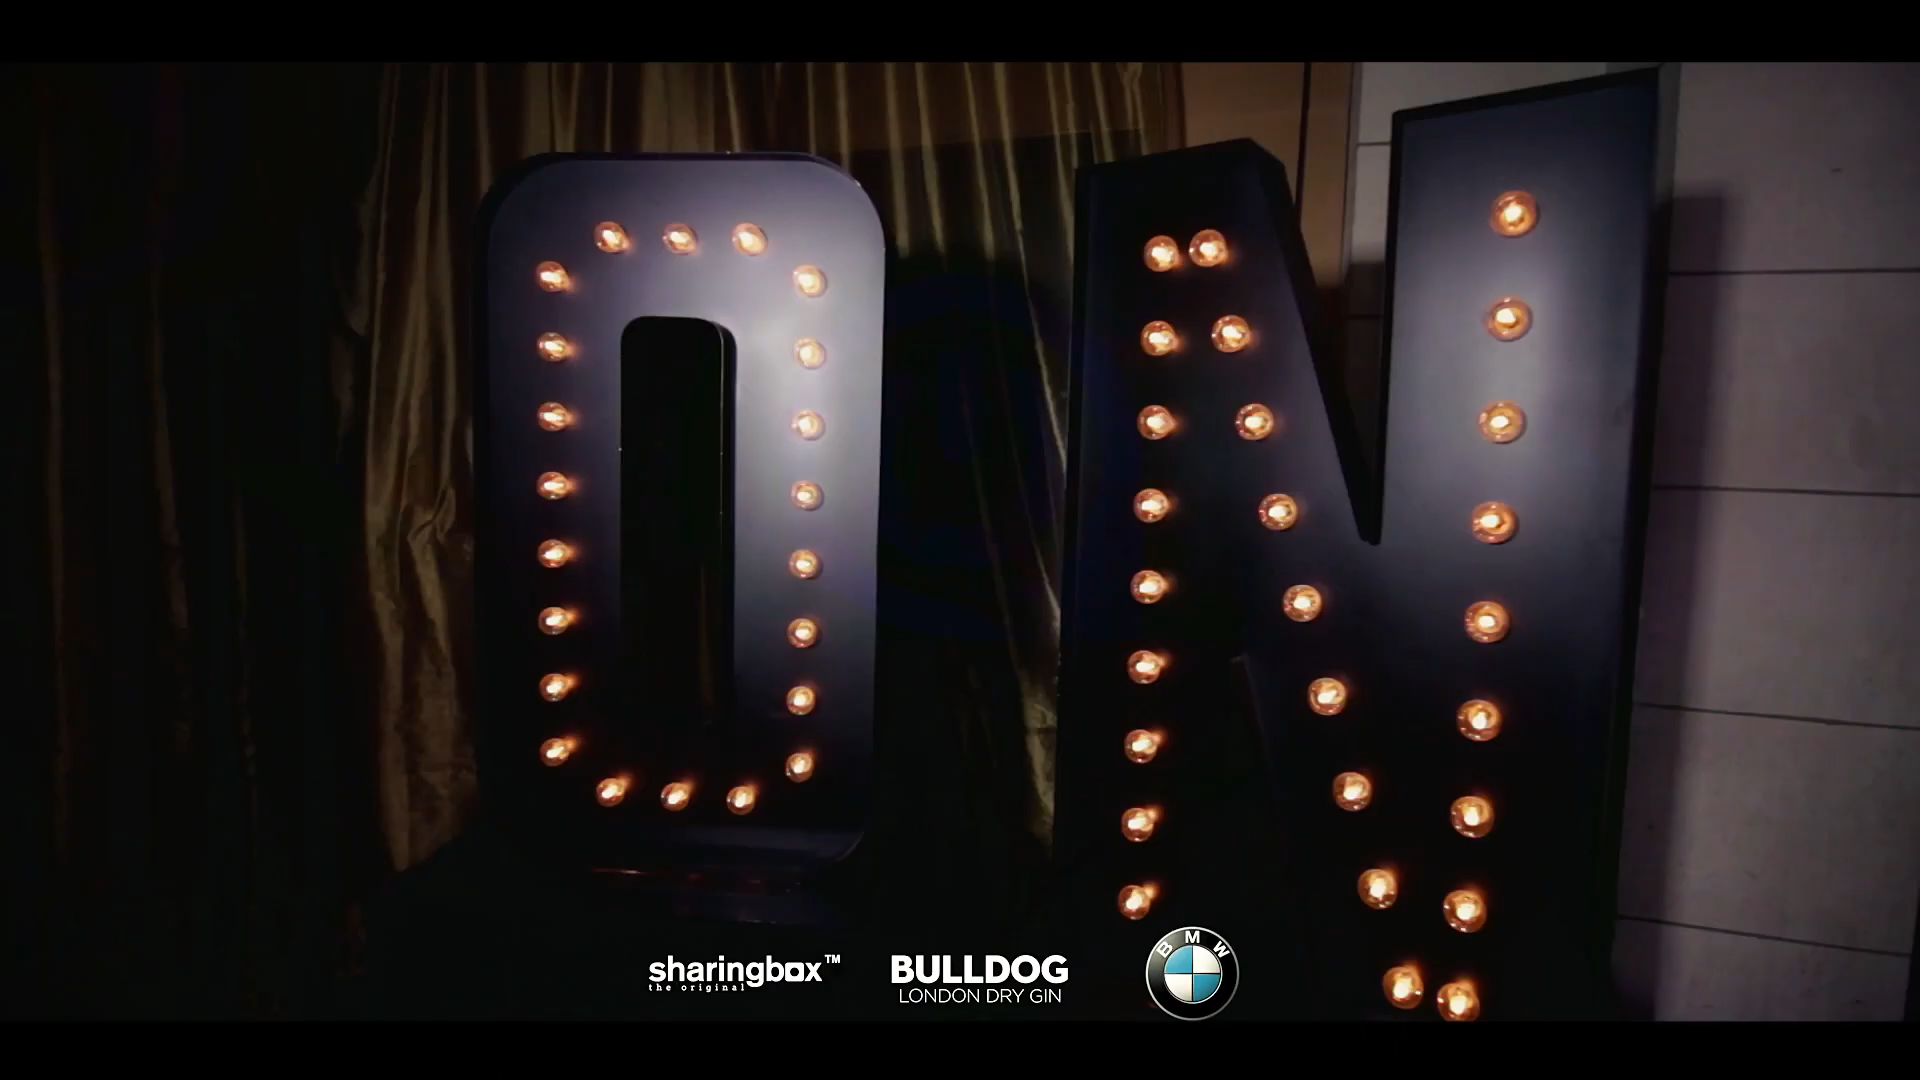 ON
sharingbox™
the original
BULLDOG
LONDON DRY GIN
BMW